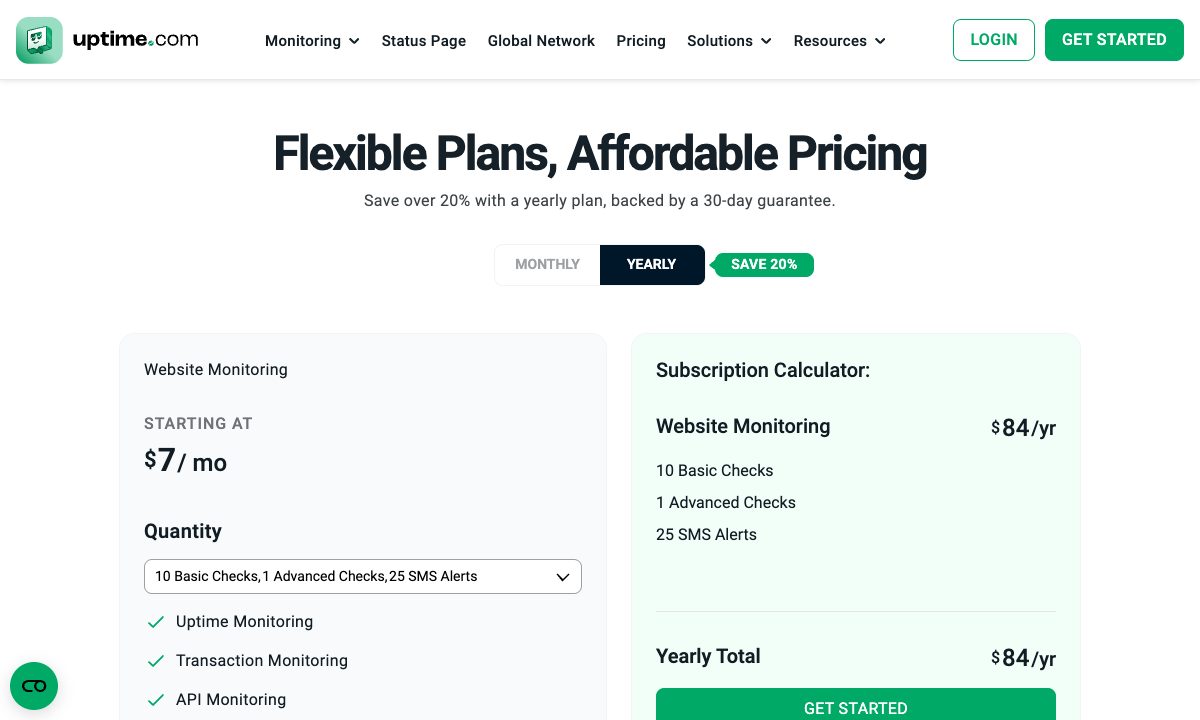 uptime.com
Monitoring
Status Page
Global Network
Pricing
Solutions
Resources
LOGIN
GET STARTED
Flexible Plans, Affordable Pricing
Save over 20% with a yearly plan, backed by a 30-day guarantee.
MONTHLY
YEARLY
SAVE 20%
Website Monitoring
STARTING AT
$7/ mo
Quantity
10 Basic Checks, 1 Advanced Checks, 25 SMS Alerts
Uptime Monitoring
Transaction Monitoring
API Monitoring
Subscription Calculator:
Website Monitoring
$84/yr
10 Basic Checks
1 Advanced Checks
25 SMS Alerts
Yearly Total
$84/yr
GET STARTED